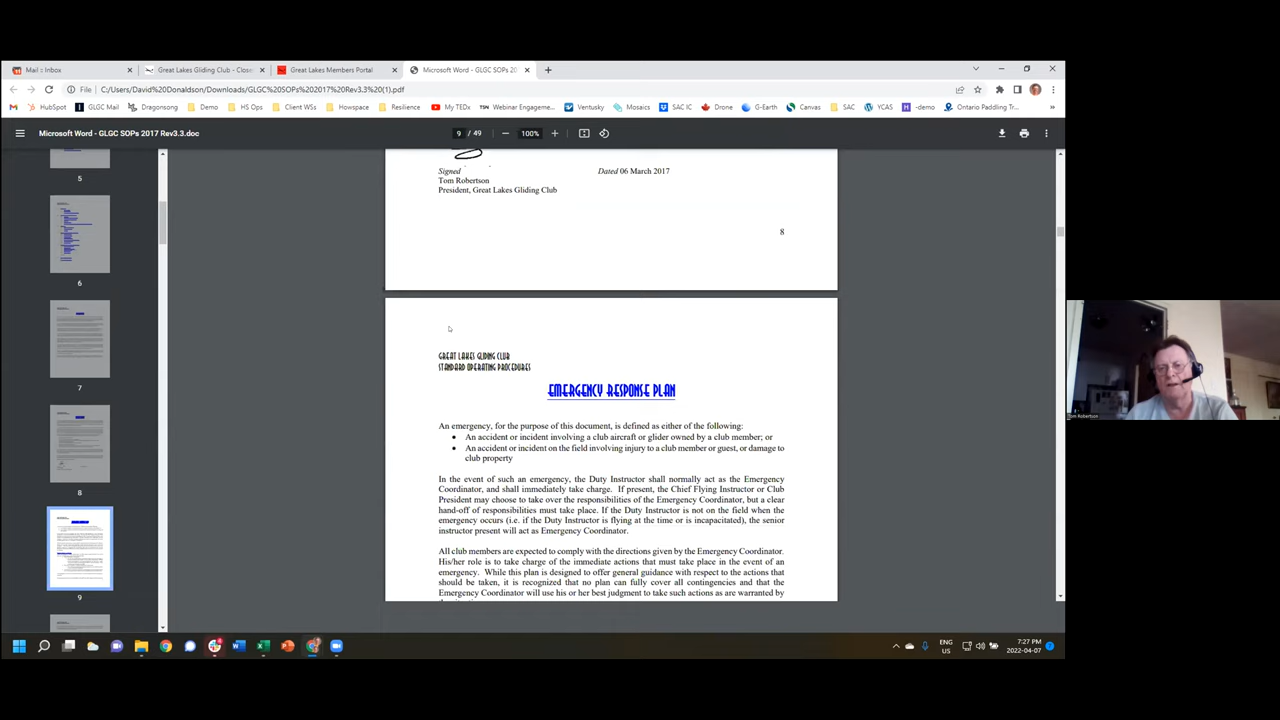 Mail :: Inbox
Great Lakes Gliding Club - Close
Great Lakes Members Portal
Microsoft Word - GLGC SOPs 20
File
C:/Users/David%20Donaldson/Downloads/GLGC%20SOPs%202017%20Rev3.3%20(1).pdf
HubSpot
GLGC Mail
Dragonsong
Demo
HS Ops
Client WSs
Howspace
Resilience
My TEDx
TSN Webinar Engageme...
Ventusky
Mosaics
SAC IC
Drone
G-Earth
Canvas
SAC
YCAS
-demo
Ontario Paddling Tr...
Microsoft Word - GLGC SOPs 2017 Rev3.3.doc
9 / 49
100%
5
6
7
8
9
Signed
Dated 06 March 2017
Tom Robertson
President, Great Lakes Gliding Club
8
GREAT LAKES GLIDING CLUB
STANDARD OPERATING PROCEDURES
EMERGENCY RESPONSE PLAN
An emergency, for the purpose of this document, is defined as either of the following:
• An accident or incident involving a club aircraft or glider owned by a club member; or
• An accident or incident on the field involving injury to a club member or guest, or damage to
club property
In the event of such an emergency, the Duty Instructor shall normally act as the Emergency
Coordinator, and shall immediately take charge. If present, the Chief Flying Instructor or Club
President may choose to take over the responsibilities of the Emergency Coordinator, but a clear
hand-off of responsibilities must take place. If the Duty Instructor is not on the field when the
emergency occurs (i.e. if the Duty Instructor is flying at the time or is incapacitated), the senior
instructor present will act as Emergency Coordinator.
All club members are expected to comply with the directions given by the Emergency Coordinator.
His/her role is to take charge of the immediate actions that must take place in the event of an
emergency. While this plan is designed to offer general guidance with respect to the actions that
should be taken, it is recognized that no plan can fully cover all contingencies and that the
Emergency Coordinator will use his or her best judgment to take such actions as are warranted by
Tom Robertson
ENG
US
7:27 PM
2022-04-07